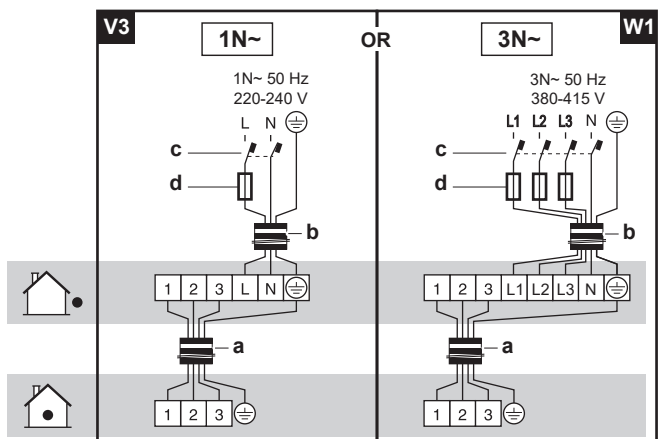 V3 1N~ OR 3N~ W1
1N~ 50 Hz
220-240 V
L N
c
d
b
1 2 3 L N
a
1 2 3
3N~ 50 Hz
380-415 V
L1 L2 L3 N
c
d
b
1 2 3 L1 L2 L3 N
a
1 2 3